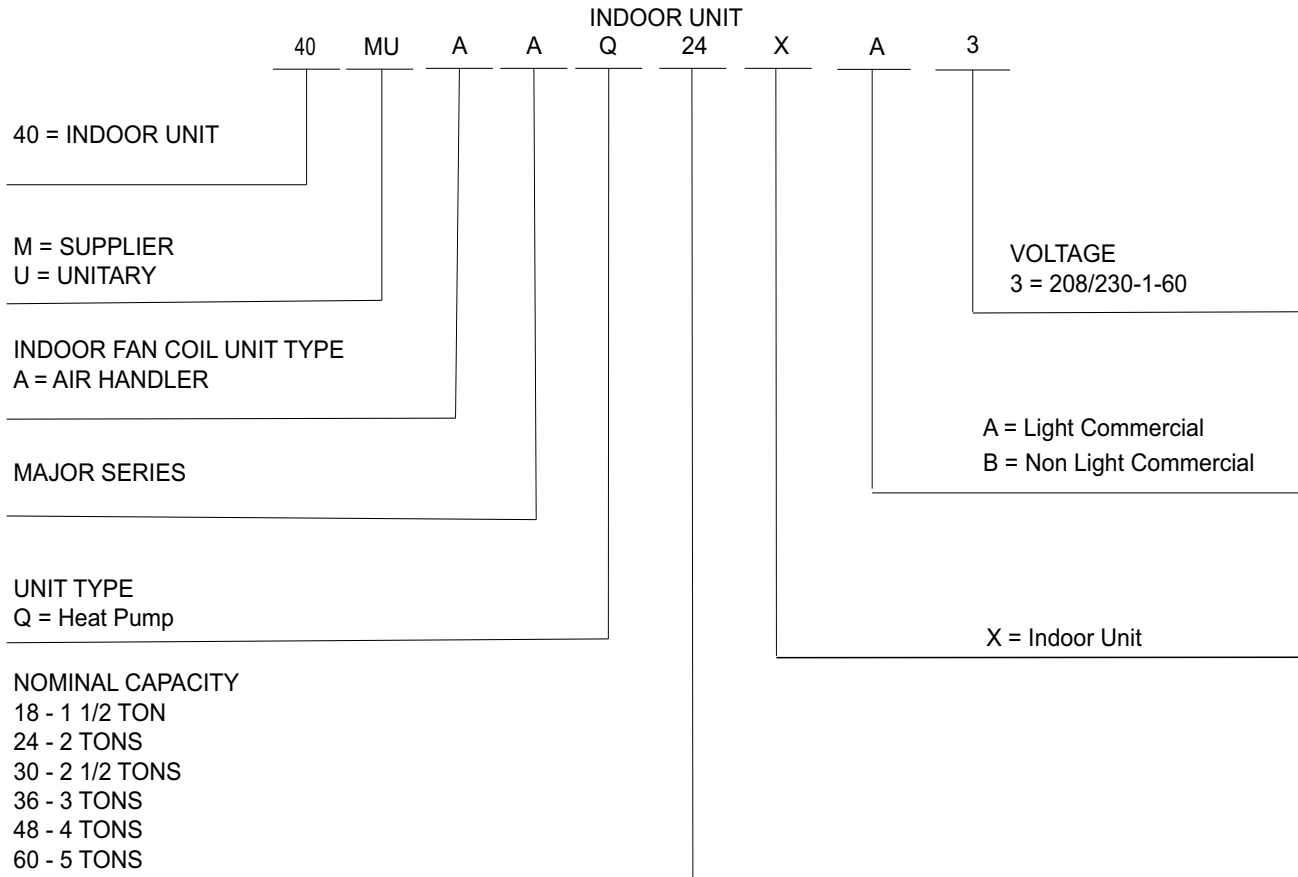 INDOOR UNIT
40 MU A A Q 24 X A 3
40 = INDOOR UNIT
M = SUPPLIER
U = UNITARY
INDOOR FAN COIL UNIT TYPE
A = AIR HANDLER
MAJOR SERIES
UNIT TYPE
Q = Heat Pump
NOMINAL CAPACITY
18 - 1 1/2 TON
24 - 2 TONS
30 - 2 1/2 TONS
36 - 3 TONS
48 - 4 TONS
60 - 5 TONS
VOLTAGE
3 = 208/230-1-60
A = Light Commercial
B = Non Light Commercial
X = Indoor Unit